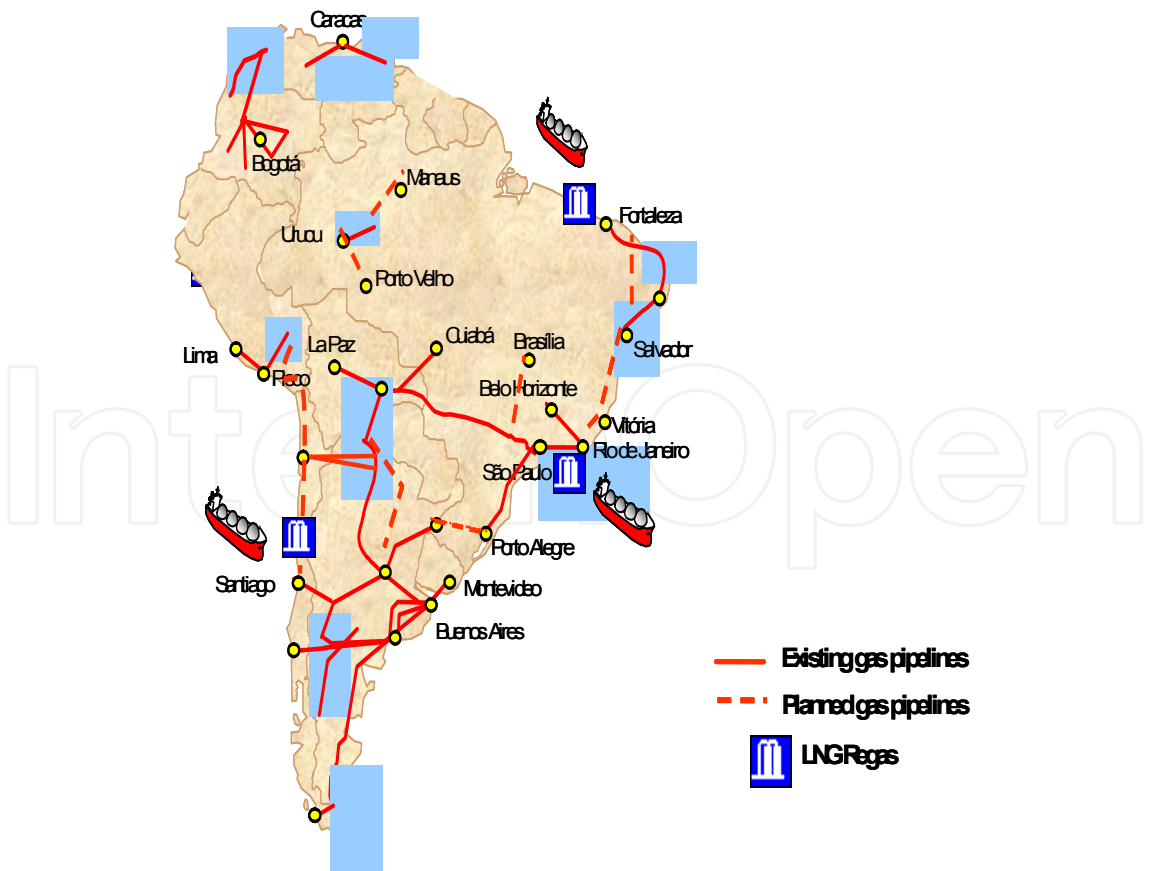 Caracas
Bogotá
Manaus
Fortaleza
Urucu
Porto Velho
Lima
La Paz
Cuiabá
Brasília
Salvador
Pisco
Belo Horizonte
Vitória
Rio de Janeiro
São Paulo
Porto Alegre
Santiago
Montevideo
Buenos Aires
Existing gas pipelines
Planned gas pipelines
LNG Regas